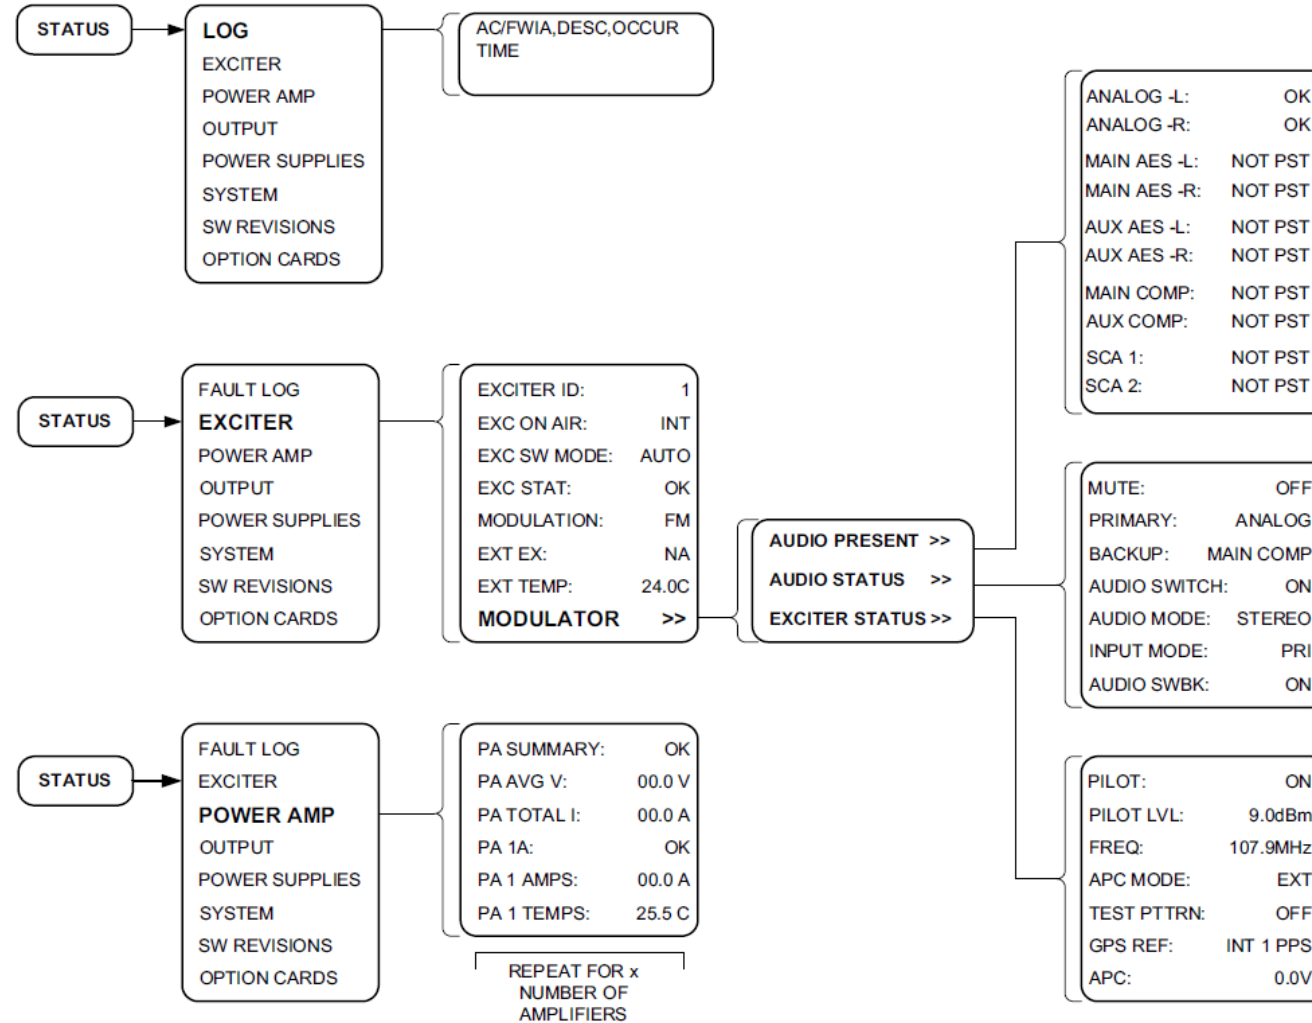 STATUS
LOG
EXCITER
POWER AMP
OUTPUT
POWER SUPPLIES
SYSTEM
SW REVISIONS
OPTION CARDS
AC/FWIA,DESC,OCCUR
TIME
STATUS
FAULT LOG
EXCITER
POWER AMP
OUTPUT
POWER SUPPLIES
SYSTEM
SW REVISIONS
OPTION CARDS
EXCITER ID: 1
EXC ON AIR: INT
EXC SW MODE: AUTO
EXC STAT: OK
MODULATION: FM
EXT EX: NA
EXT TEMP: 24.0C
MODULATOR >>
AUDIO PRESENT >>
AUDIO STATUS >>
EXCITER STATUS >>
ANALOG -L: OK
ANALOG -R: OK
MAIN AES -L: NOT PST
MAIN AES -R: NOT PST
AUX AES -L: NOT PST
AUX AES -R: NOT PST
MAIN COMP: NOT PST
AUX COMP: NOT PST
SCA 1: NOT PST
SCA 2: NOT PST
MUTE: OFF
PRIMARY: ANALOG
BACKUP: MAIN COMP
AUDIO SWITCH: ON
AUDIO MODE: STEREO
INPUT MODE: PRI
AUDIO SWBK: ON
PILOT: ON
PILOT LVL: 9.0dBm
FREQ: 107.9MHz
APC MODE: EXT
TEST PTTRN: OFF
GPS REF: INT 1 PPS
APC: 0.0V
STATUS
FAULT LOG
EXCITER
POWER AMP
OUTPUT
POWER SUPPLIES
SYSTEM
SW REVISIONS
OPTION CARDS
PA SUMMARY: OK
PA AVG V: 00.0 V
PA TOTAL I: 00.0 A
PA 1A: OK
PA 1 AMPS: 00.0 A
PA 1 TEMPS: 25.5 C
REPEAT FOR x
NUMBER OF
AMPLIFIERS